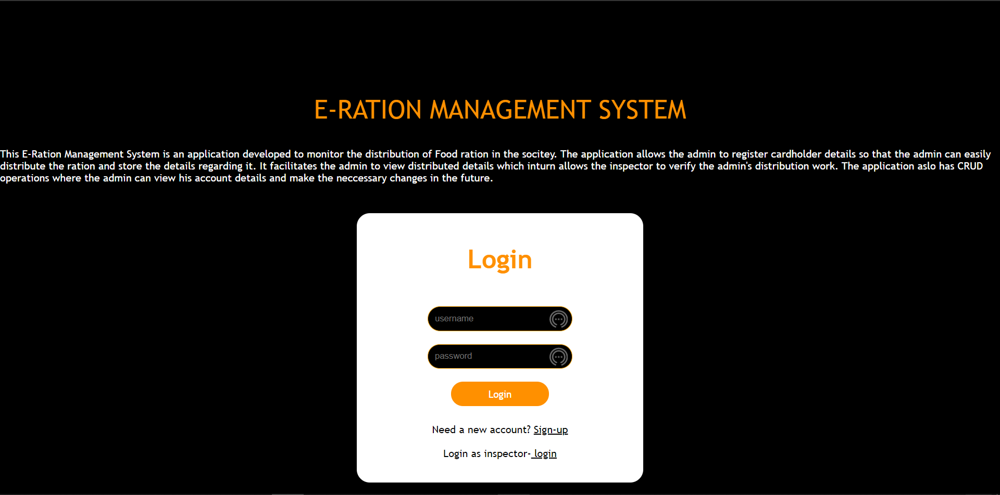 E-RATION MANAGEMENT SYSTEM
This E-Ration Management System is an application developed to monitor the distribution of Food ration in the socitey. The application allows the admin to register cardholder details so that the admin can easily
distribute the ration and store the details regarding it. It facilitates the admin to view distributed details which inturn allows the inspector to verify the admin's distribution work. The application aslo has CRUD
operations where the admin can view his account details and make the neccessary changes in the future.
Login
username
password
Login
Need a new account? Sign-up
Login as inspector- login